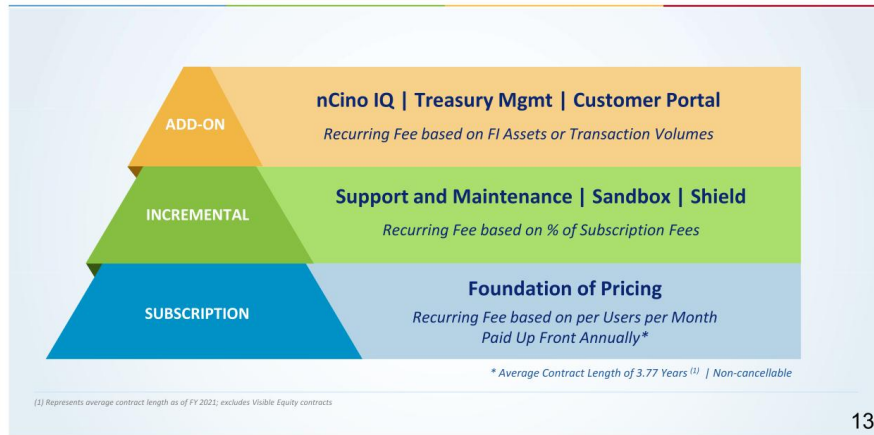 ADD-ON
nCino IQ | Treasury Mgmt | Customer Portal
Recurring Fee based on FI Assets or Transaction Volumes
INCREMENTAL
Support and Maintenance | Sandbox | Shield
Recurring Fee based on % of Subscription Fees
SUBSCRIPTION
Foundation of Pricing
Recurring Fee based on per Users per Month
Paid Up Front Annually*
* Average Contract Length of 3.77 Years (1) | Non-cancellable
(1) Represents average contract length as of FY 2021; excludes Visible Equity contracts
13